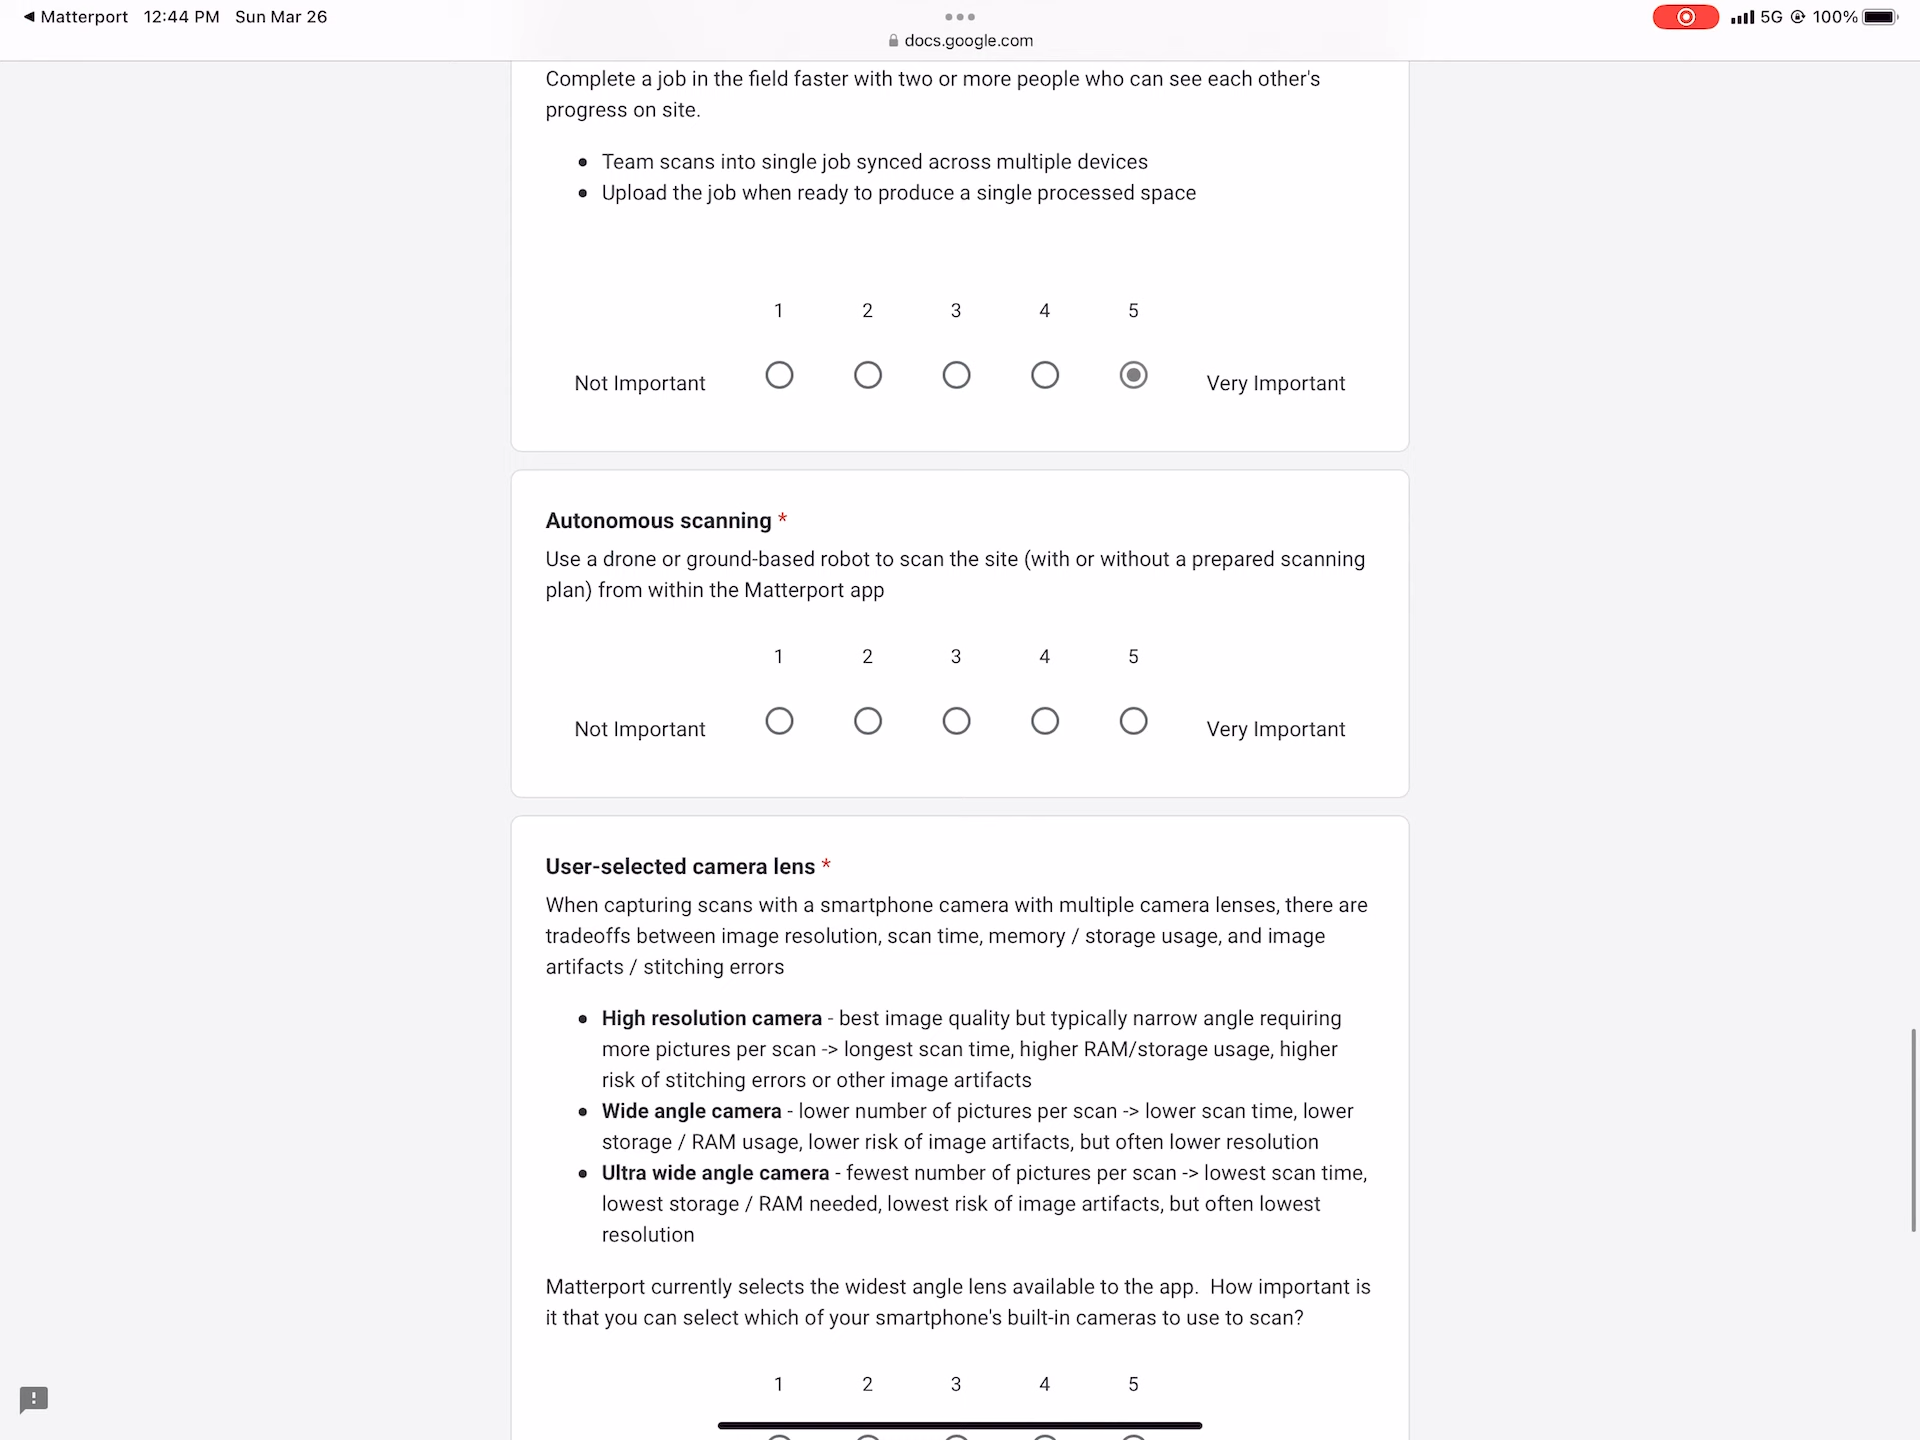 ◀ Matterport 12:44 PM Sun Mar 26
5G 100%
docs.google.com
Complete a job in the field faster with two or more people who can see each other's
progress on site.
• Team scans into single job synced across multiple devices
• Upload the job when ready to produce a single processed space
1 2 3 4 5
Not Important Very Important
Autonomous scanning *
Use a drone or ground-based robot to scan the site (with or without a prepared scanning
plan) from within the Matterport app
1 2 3 4 5
Not Important Very Important
User-selected camera lens *
When capturing scans with a smartphone camera with multiple camera lenses, there are
tradeoffs between image resolution, scan time, memory / storage usage, and image
artifacts / stitching errors
• High resolution camera - best image quality but typically narrow angle requiring
more pictures per scan -> longest scan time, higher RAM/storage usage, higher
risk of stitching errors or other image artifacts
• Wide angle camera - lower number of pictures per scan -> lower scan time, lower
storage / RAM usage, lower risk of image artifacts, but often lower resolution
• Ultra wide angle camera - fewest number of pictures per scan -> lowest scan time,
lowest storage / RAM needed, lowest risk of image artifacts, but often lowest
resolution
Matterport currently selects the widest angle lens available to the app.  How important is
it that you can select which of your smartphone's built-in cameras to use to scan?
1 2 3 4 5